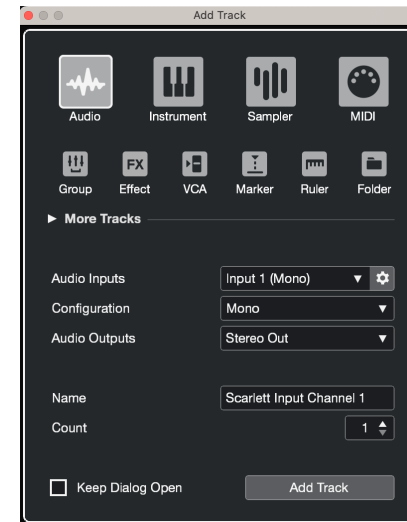 Add Track
Audio Instrument Sampler MIDI
FX
Group Effect VCA Marker Ruler Folder
More Tracks
Audio Inputs Input 1 (Mono)
Configuration Mono
Audio Outputs Stereo Out
Name Scarlett Input Channel 1
Count 1
Keep Dialog Open Add Track